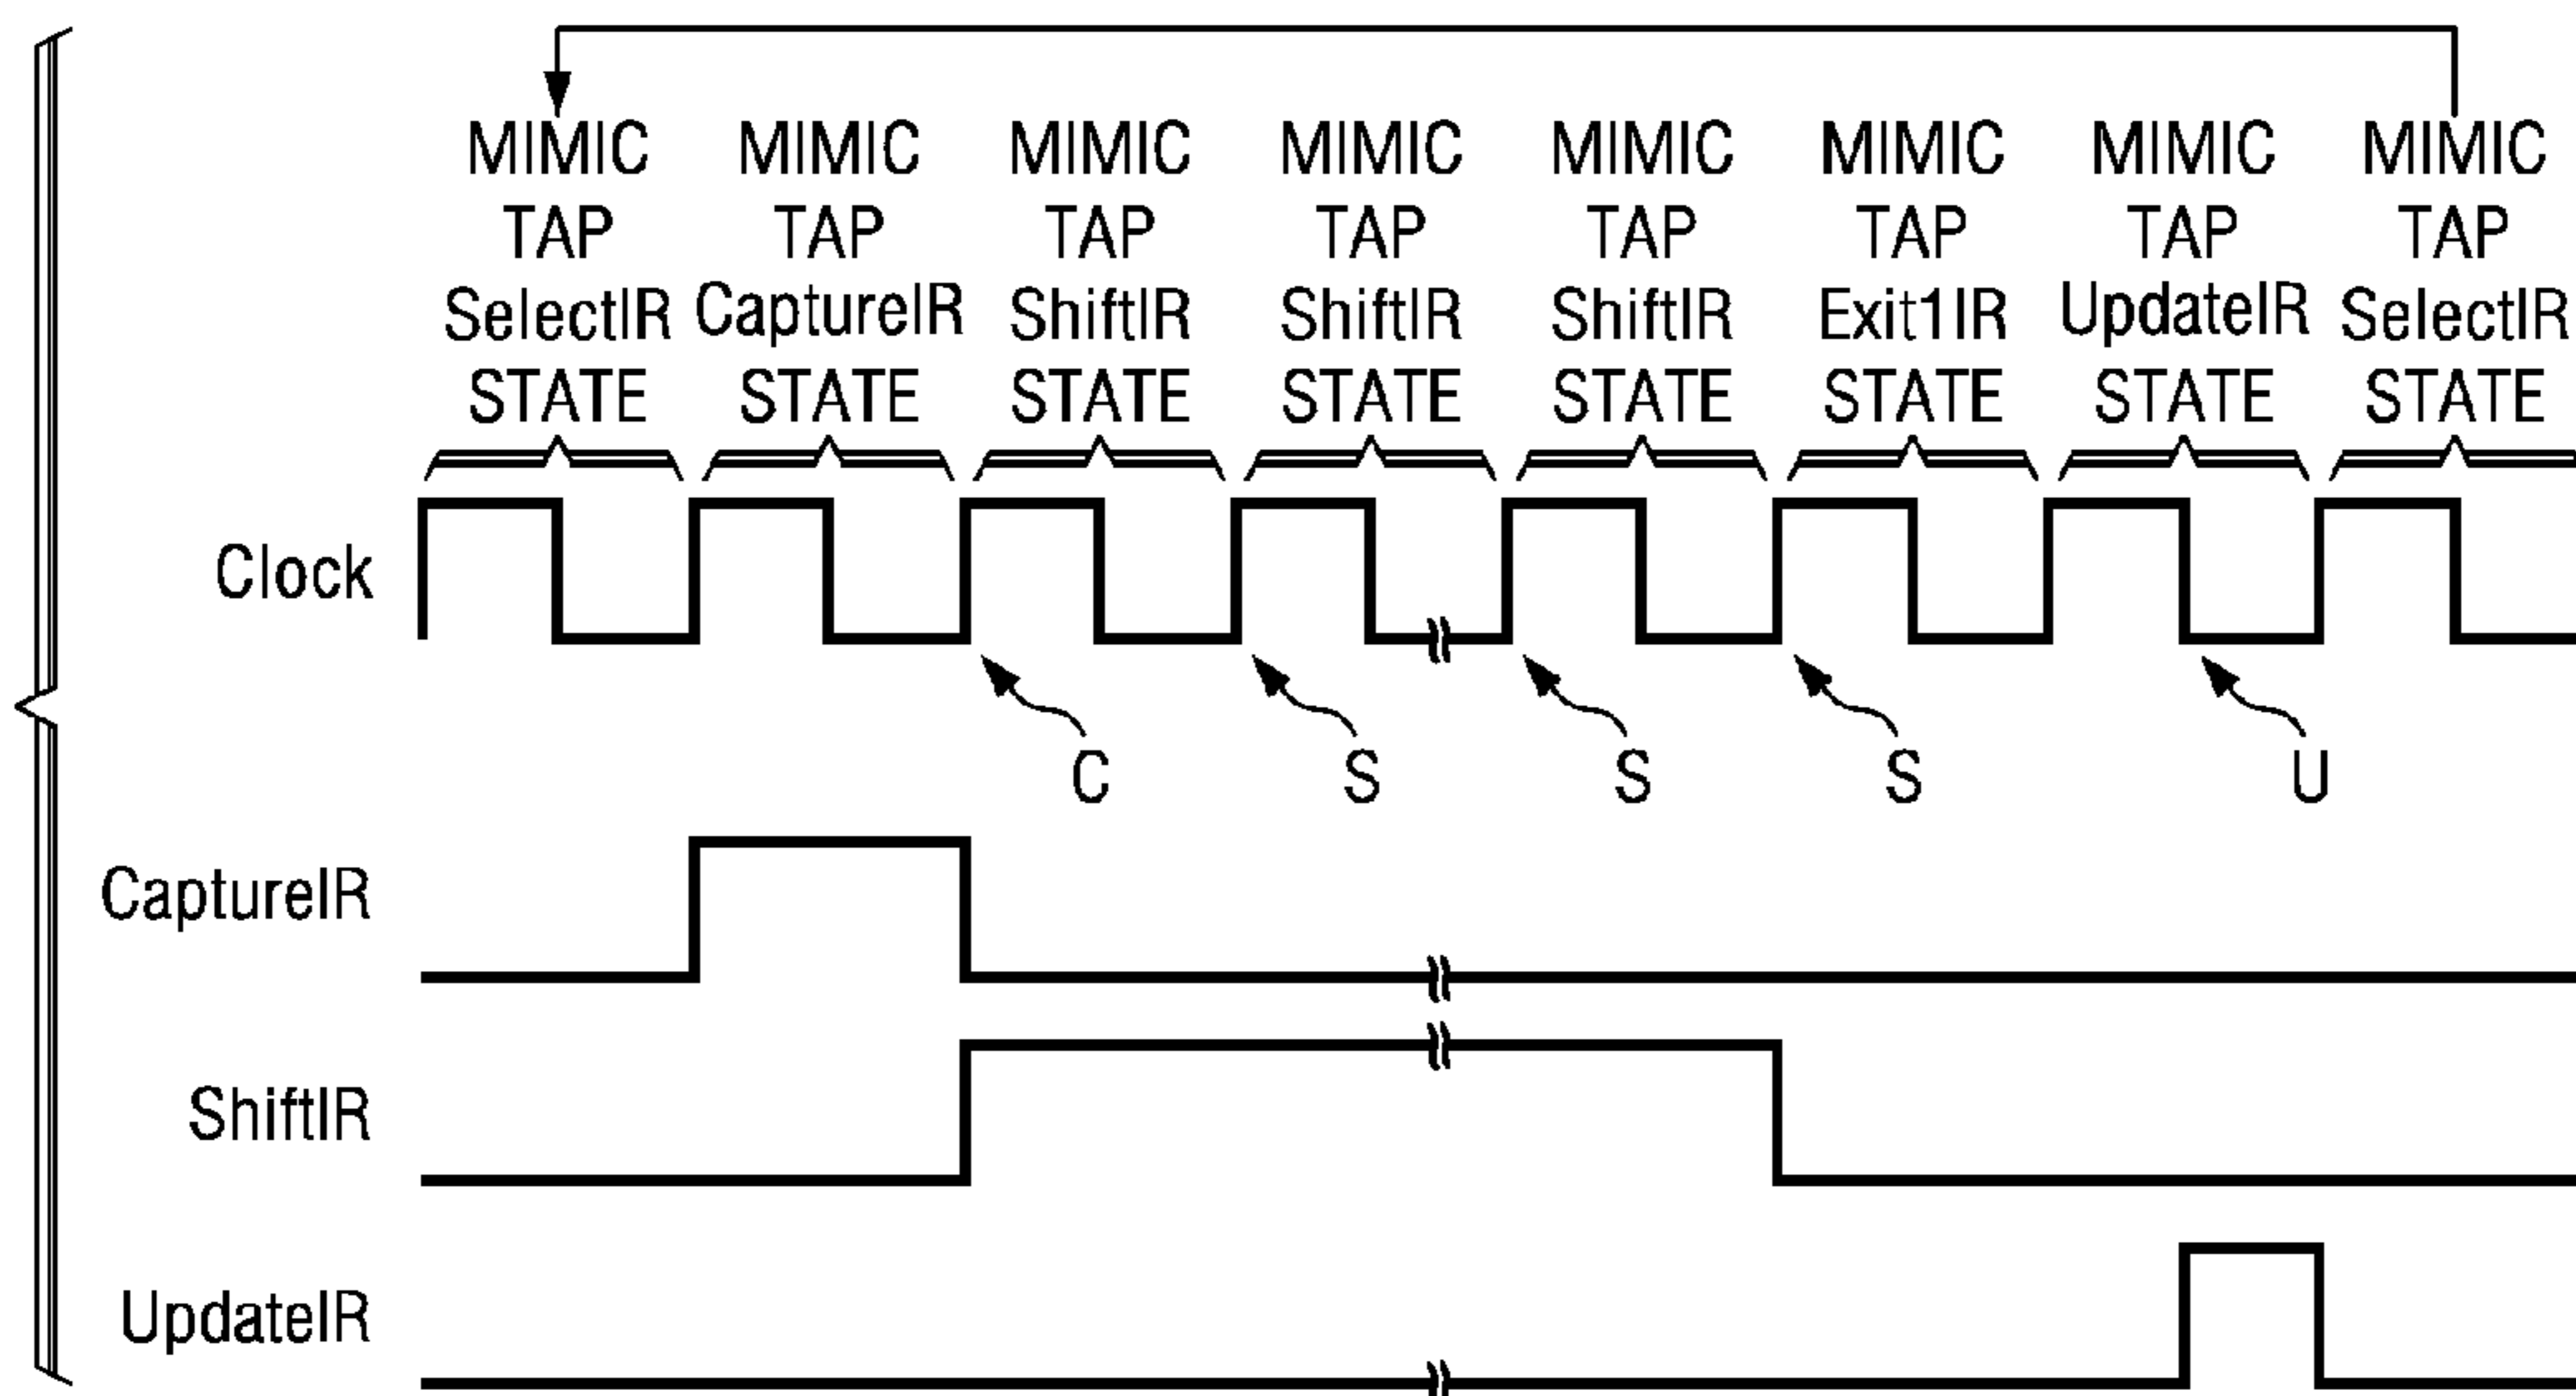 MIMIC MIMIC MIMIC MIMIC MIMIC MIMIC MIMIC MIMIC
TAP TAP TAP TAP TAP TAP TAP TAP
SelectIR CaptureIR ShiftIR ShiftIR ShiftIR Exit1IR UpdateIR SelectIR
STATE STATE STATE STATE STATE STATE STATE STATE
Clock
C S S S U
CaptureIR
ShiftIR
UpdateIR